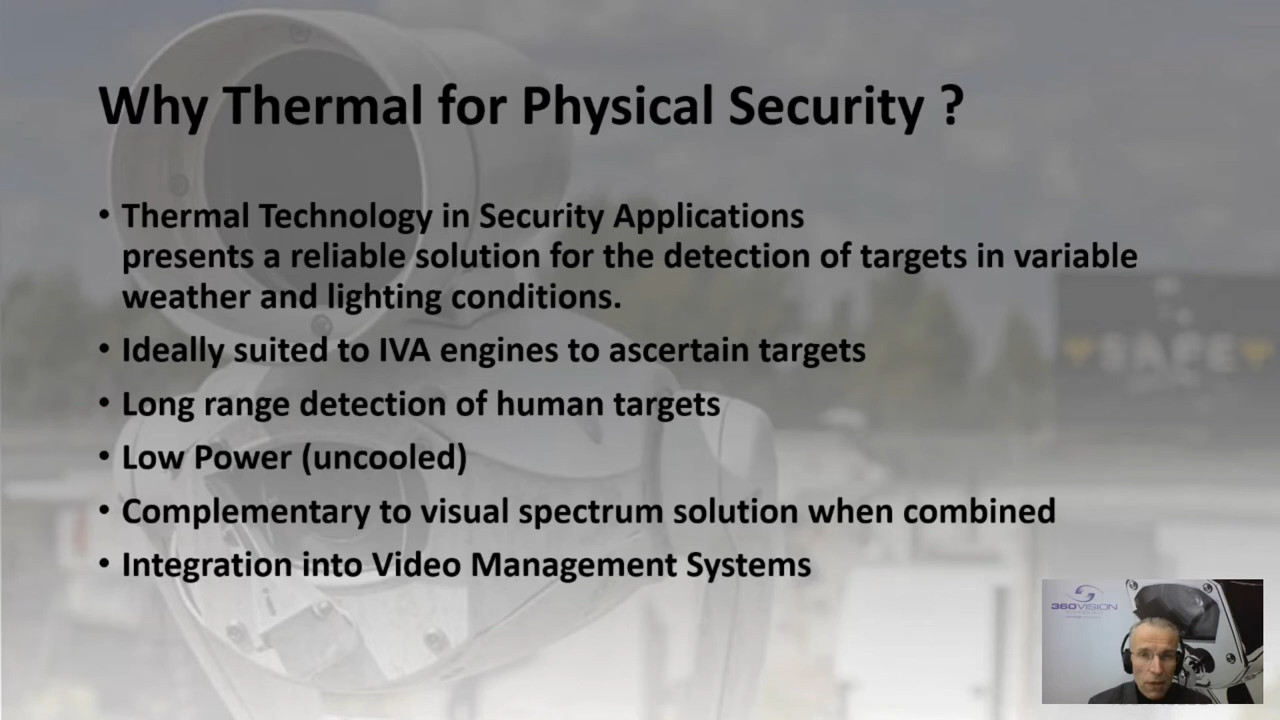 Why Thermal for Physical Security ?
• Thermal Technology in Security Applications
presents a reliable solution for the detection of targets in variable
weather and lighting conditions.
• Ideally suited to IVA engines to ascertain targets
• Long range detection of human targets
• Low Power (uncooled)
• Complementary to visual spectrum solution when combined
• Integration into Video Management Systems
SAFE
360VISION